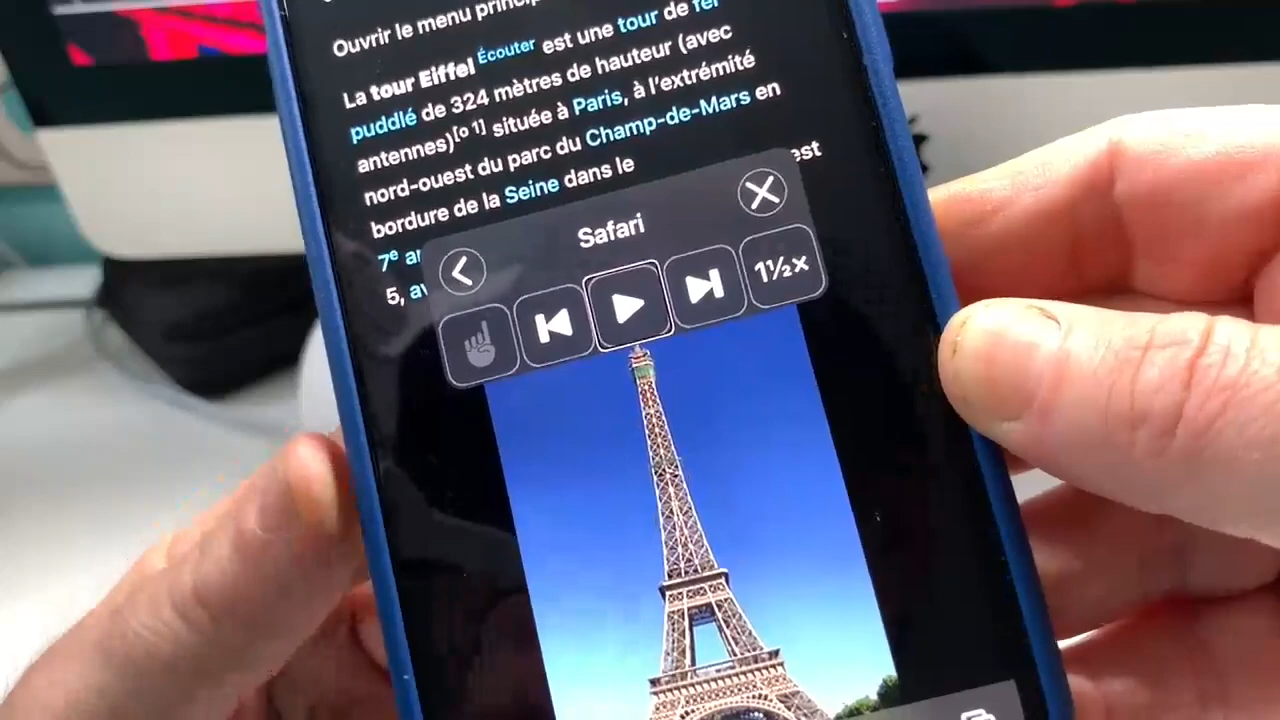 Ouvrir le menu
La tour Eiffel Écouter est une tour de fer
puddlé de 324 mètres de hauteur (avec
antennes)[o 1] située à Paris, à l'extrémité
nord-ouest du parc du Champ-de-Mars en
bordure de la Seine dans le
7e
5,
Safari
1½×